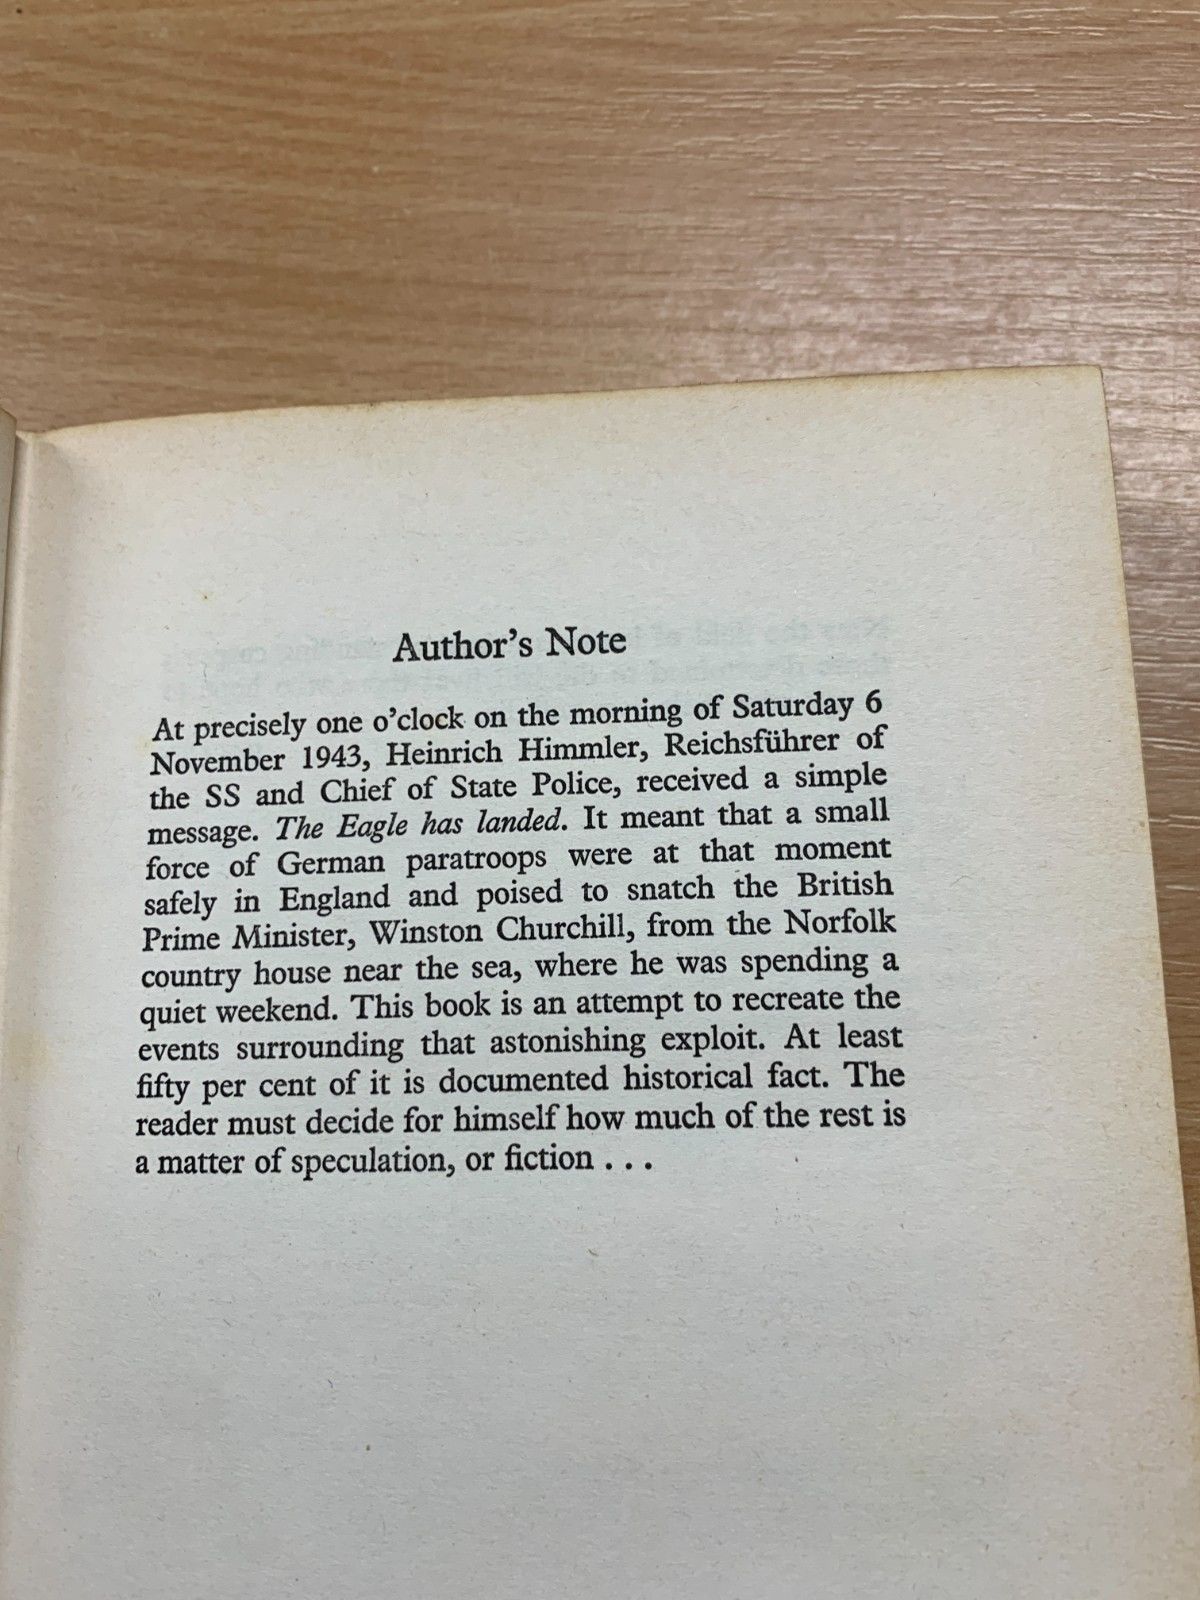 Author's Note
At precisely one o'clock on the morning of Saturday 6
November 1943, Heinrich Himmler, Reichsführer of
the SS and Chief of State Police, received a simple
message. The Eagle has landed. It meant that a small
force of German paratroops were at that moment
safely in England and poised to snatch the British
Prime Minister, Winston Churchill, from the Norfolk
country house near the sea, where he was spending a
quiet weekend. This book is an attempt to recreate the
events surrounding that astonishing exploit. At least
fifty per cent of it is documented historical fact. The
reader must decide for himself how much of the rest is
a matter of speculation, or fiction . . .